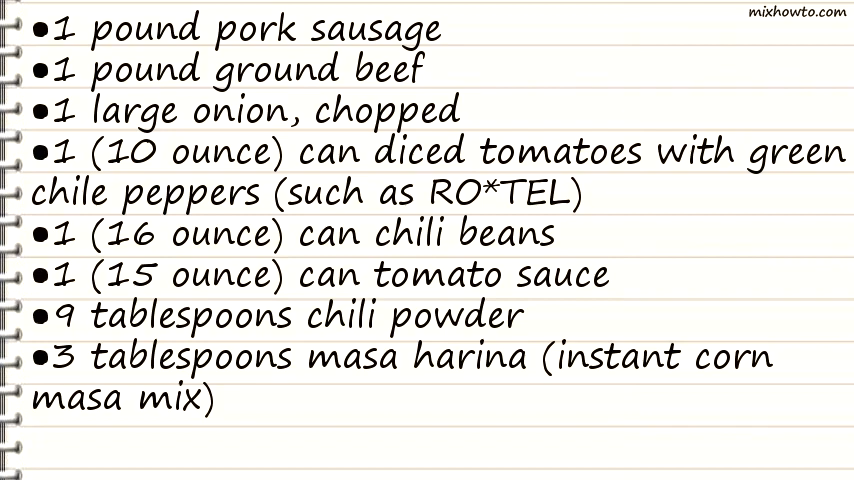 mixhowto.com
•1 pound pork sausage
•1 pound ground beef
•1 large onion, chopped
•1 (10 ounce) can diced tomatoes with green
chile peppers (such as RO*TEL)
•1 (16 ounce) can chili beans
•1 (15 ounce) can tomato sauce
•9 tablespoons chili powder
•3 tablespoons masa harina (instant corn
masa mix)